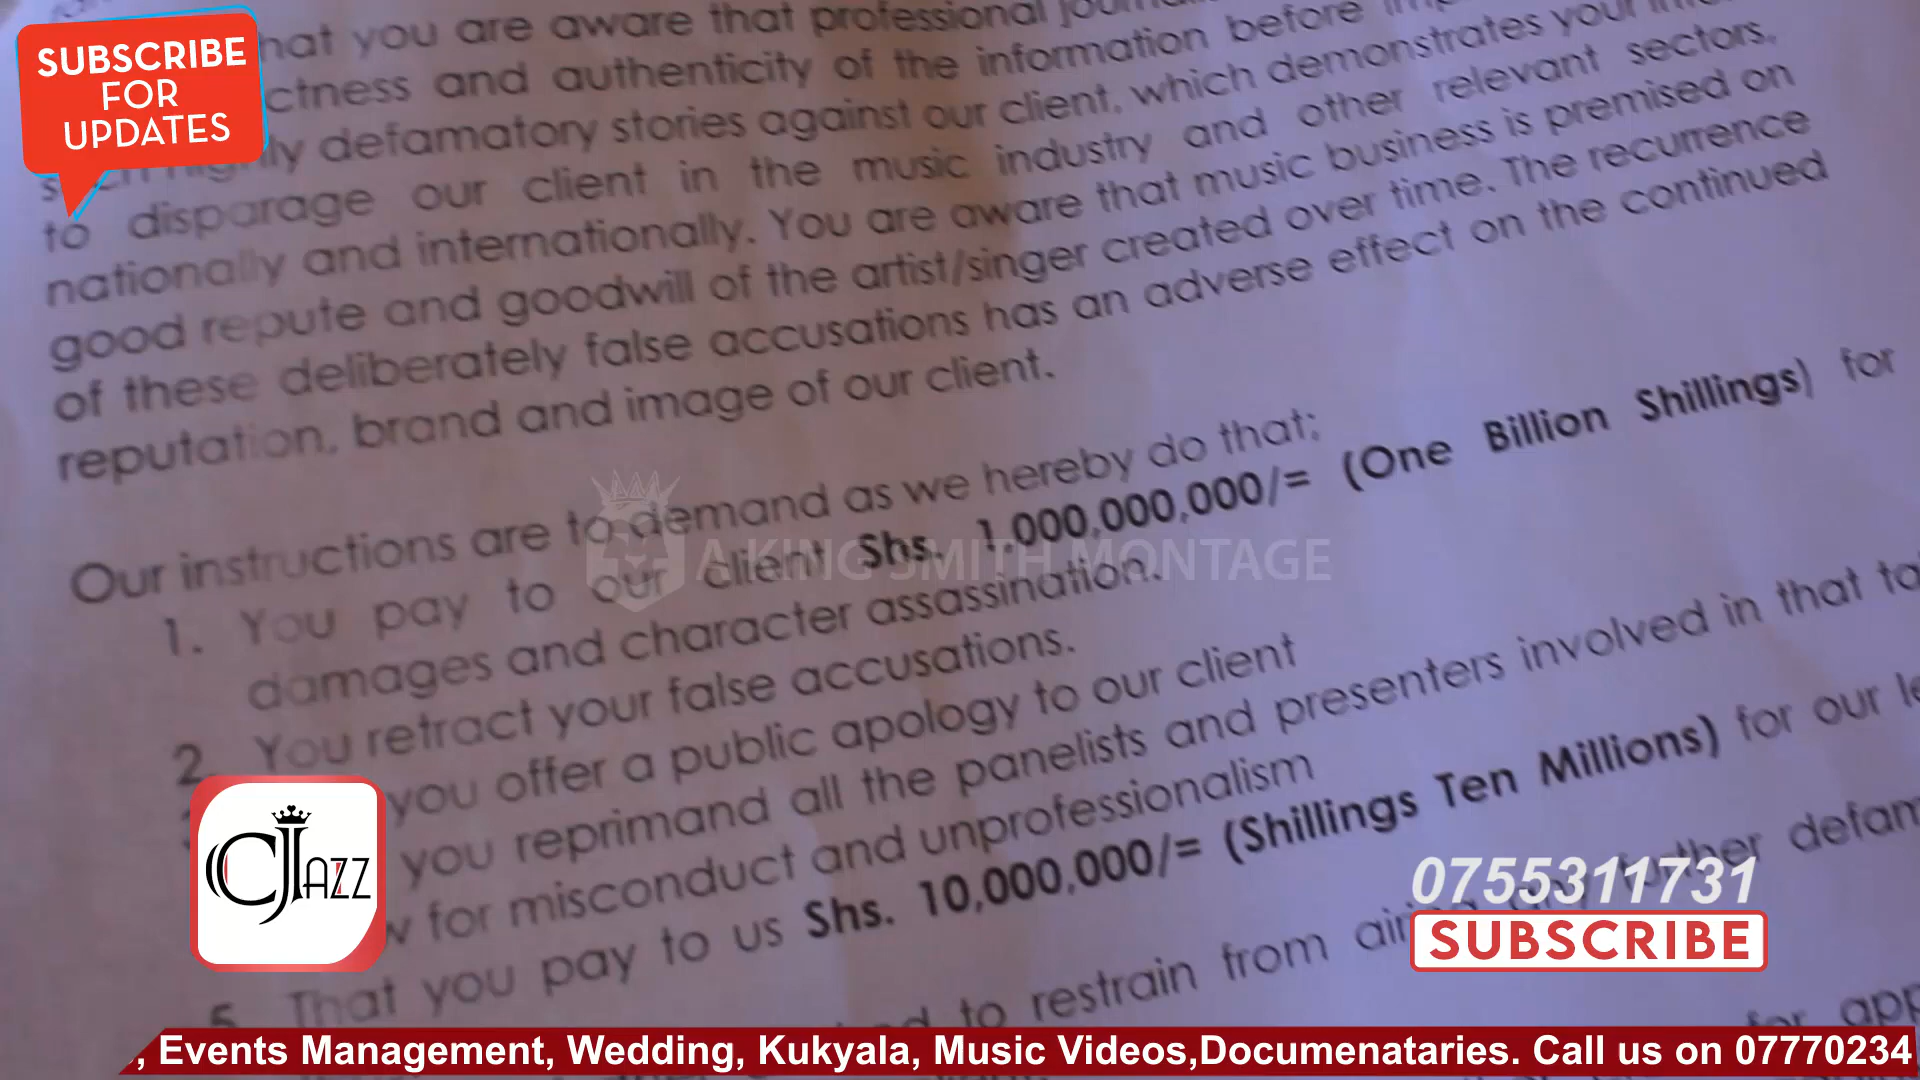 SUBSCRIBE
FOR
UPDATES
that you are aware that professional
and authenticity of the information before
defamatory stories against our client, which demonstrates your
to disparage our client in the music industry and other relevant sectors,
nationally and internationally. You are aware that music business is premised on
good repute and goodwill of the artist/singer created over time. The recurrence
of these deliberately false accusations has an adverse effect on the continued
reputation, brand and image of our client.
Our instructions are to demand as we hereby do that:
1. You pay to our client Shs. 1,000,000,000/= (One Billion Shillings) for
damages and character assassination.
2. You retract your false accusations.
you offer a public apology to our client
you reprimand all the panelists and presenters involved in that
for misconduct and unprofessionalism
5. That you pay to us Shs. 10,000,000/= (Shillings Ten Millions) for our
to restrain from airing any further
for
A KING SMITH MONTAGE
CJAZZ
0755311731
SUBSCRIBE
, Events Management, Wedding, Kukyala, Music Videos,Documenataries. Call us on 07770234